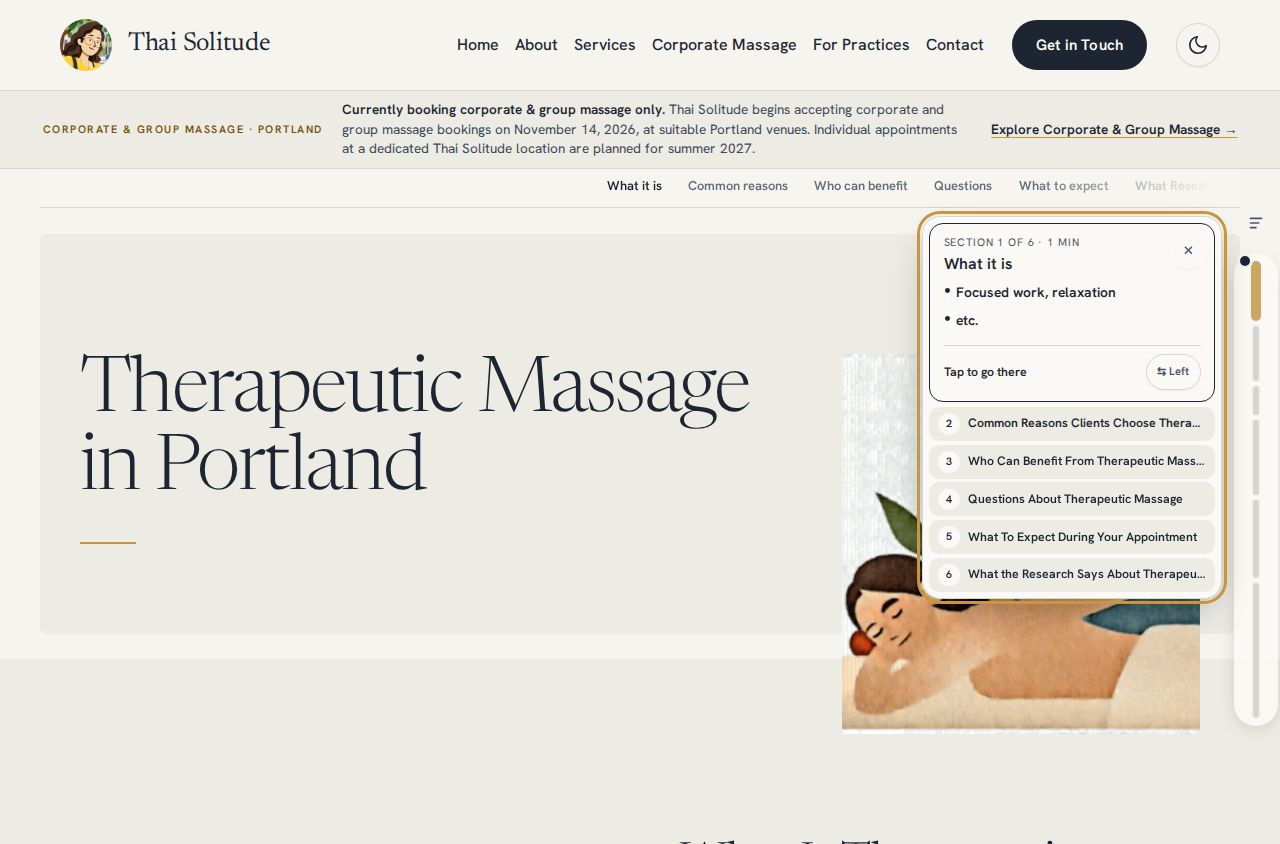 Thai Solitude
Home About Services Corporate Massage For Practices Contact Get in Touch
CORPORATE & GROUP MASSAGE · PORTLAND
Currently booking corporate & group massage only. Thai Solitude begins accepting corporate and
group massage bookings on November 14, 2026, at suitable Portland venues. Individual appointments
at a dedicated Thai Solitude location are planned for summer 2027.
Explore Corporate & Group Massage →
What it is Common reasons Who can benefit Questions What to expect What Resear
SECTION 1 OF 6 · 1 MIN
What it is
• Focused work, relaxation
• etc.
Tap to go there
⇆ Left
2 Common Reasons Clients Choose Thera...
3 Who Can Benefit From Therapeutic Mass...
4 Questions About Therapeutic Massage
5 What To Expect During Your Appointment
6 What the Research Says About Therapeu...
Therapeutic Massage
in Portland